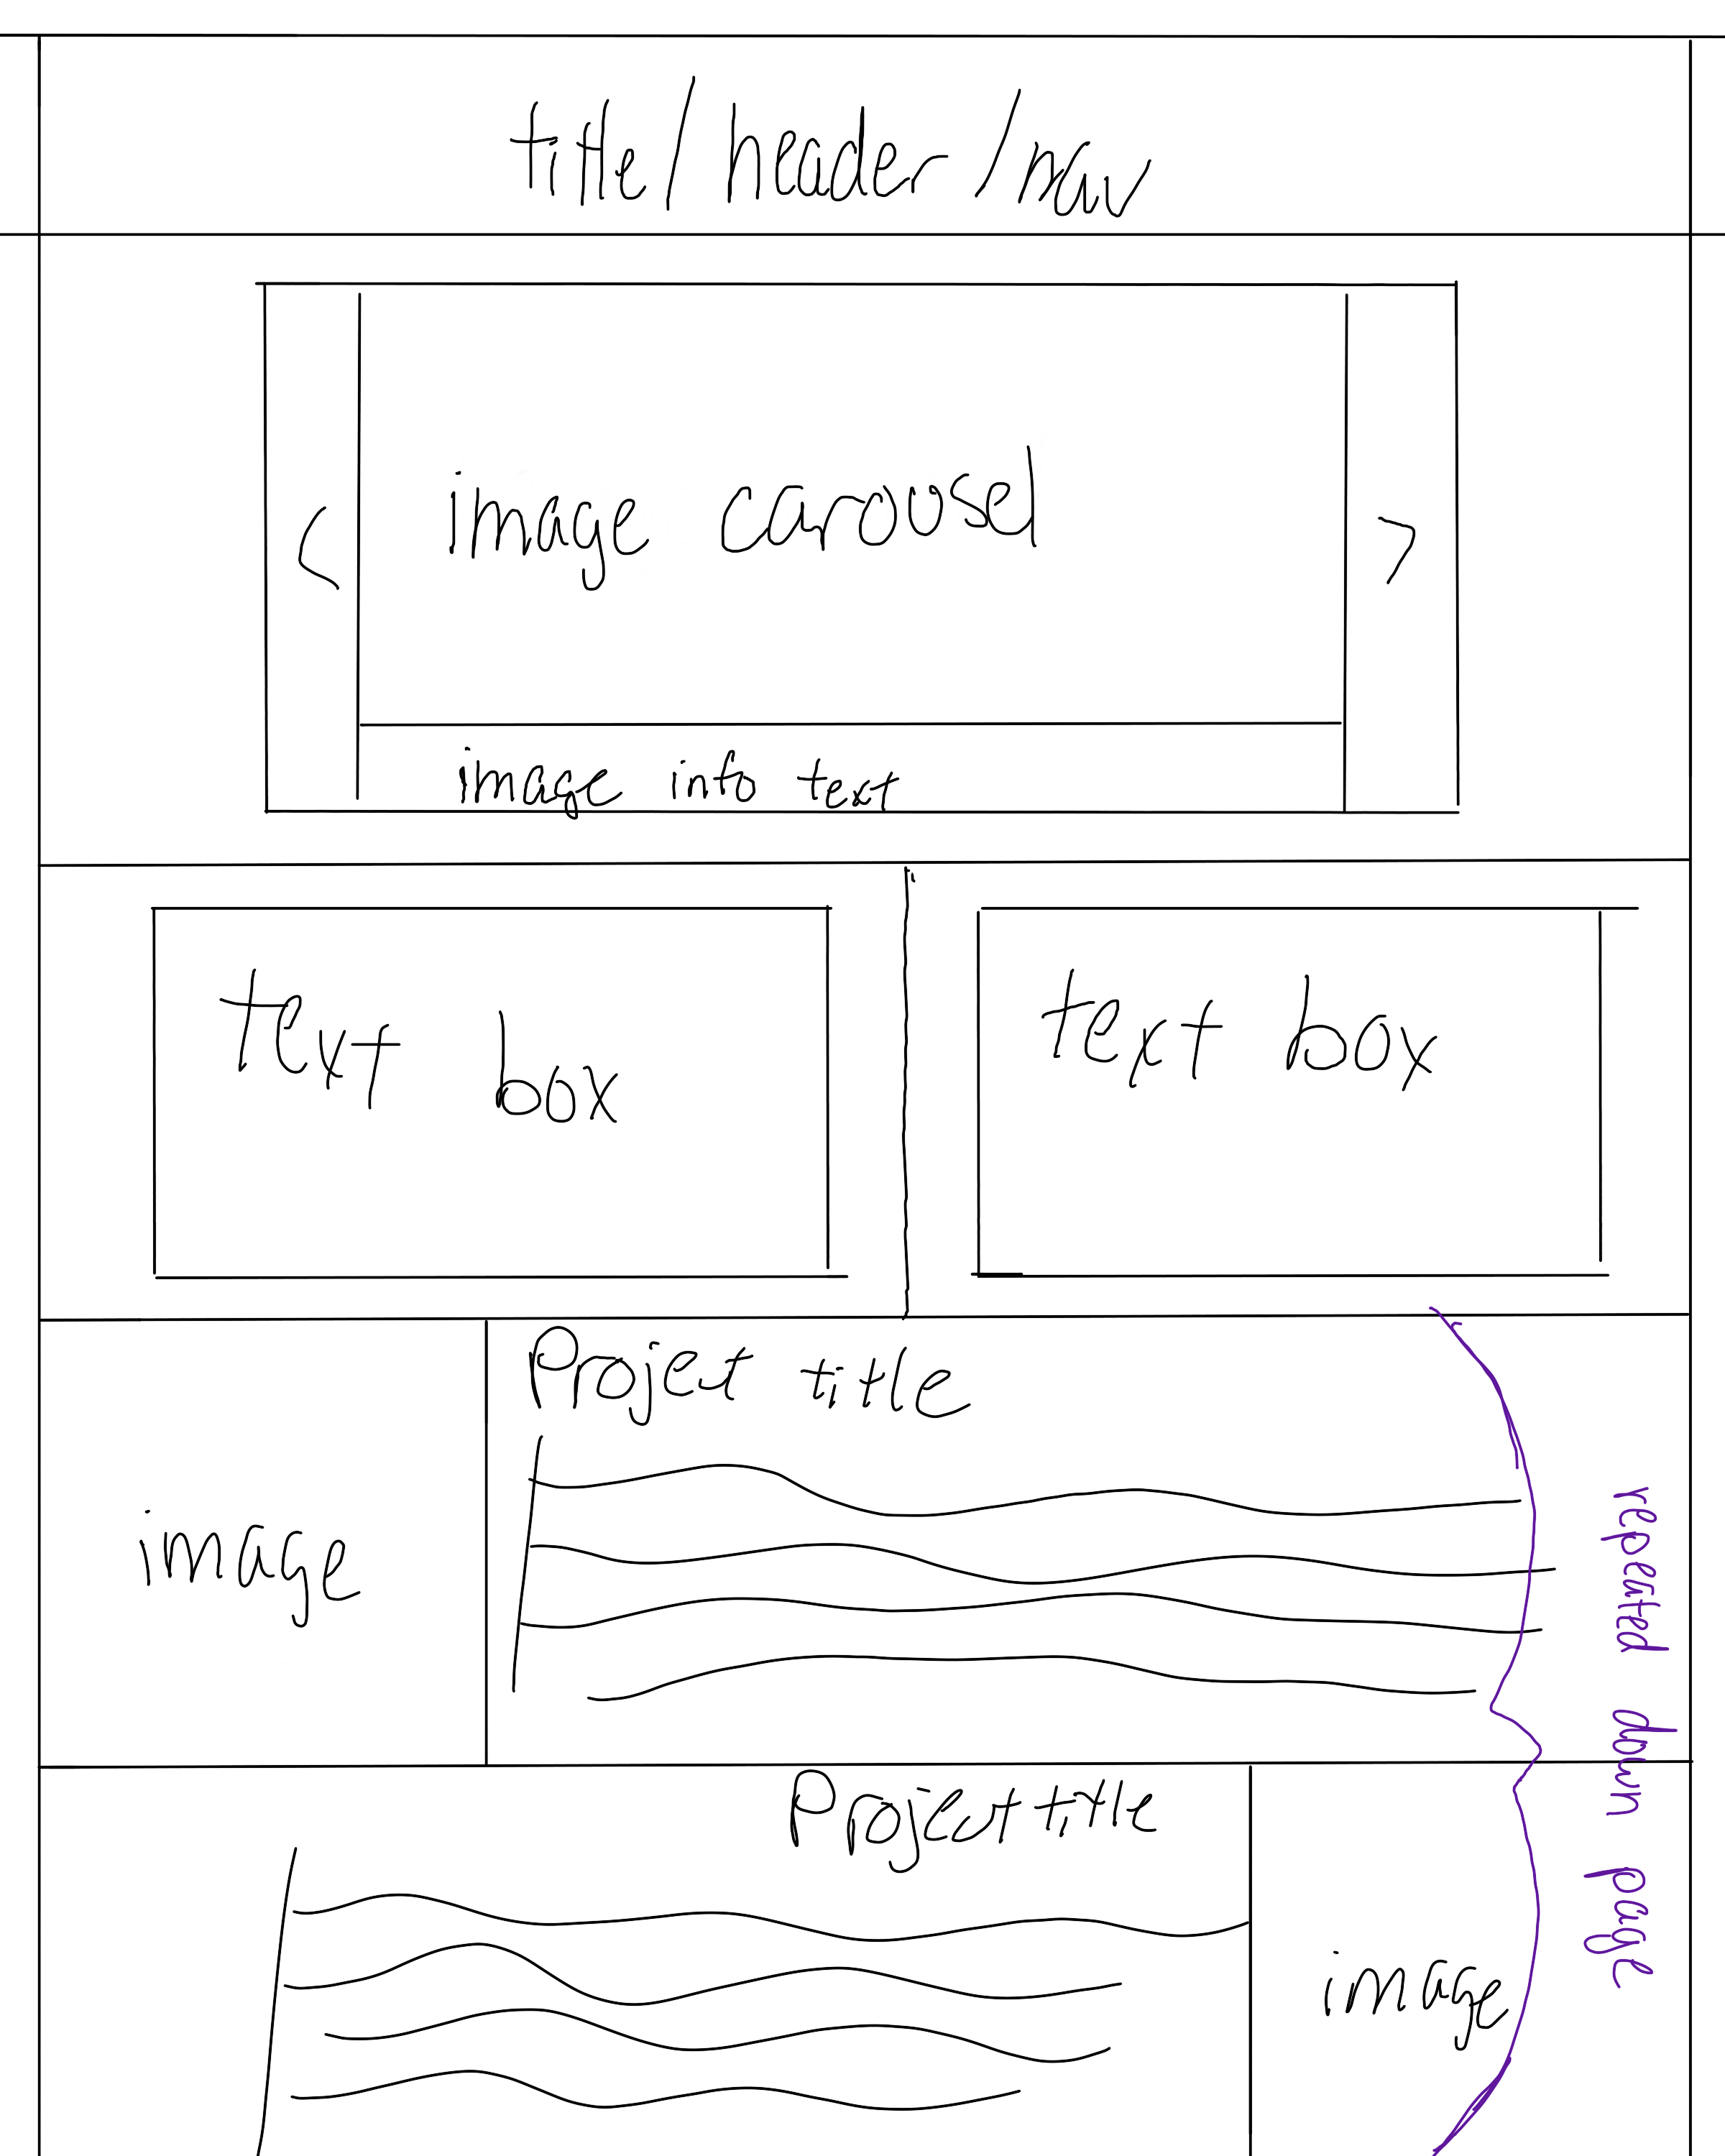 title / header / nav
<
image carousel
>
image into text
text box
text box
Project title
image
Project title
image
repeated down page